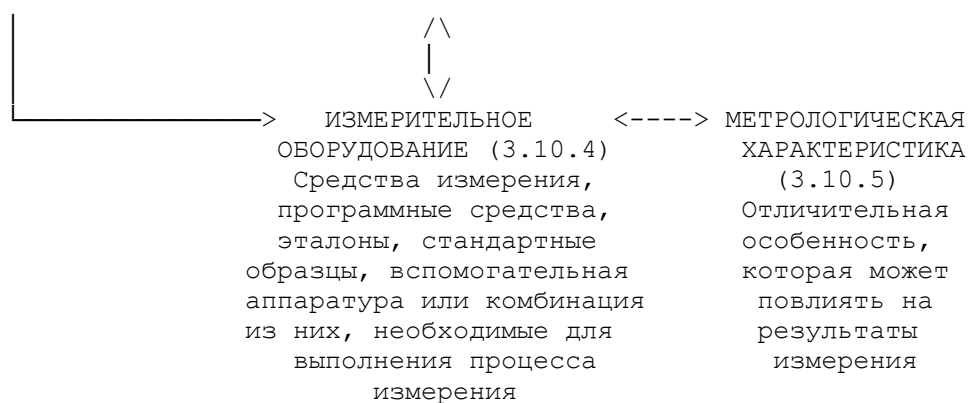 ИЗМЕРИТЕЛЬНОЕ <----> МЕТРОЛОГИЧЕСКАЯ
ОБОРУДОВАНИЕ (3.10.4) ХАРАКТЕРИСТИКА
Средства измерения, (3.10.5)
программные средства, Отличительная
эталоны, стандартные особенность,
образцы, вспомогательная которая может
аппаратура или комбинация повлиять на
из них, необходимые для результаты
выполнения процесса измерения
измерения